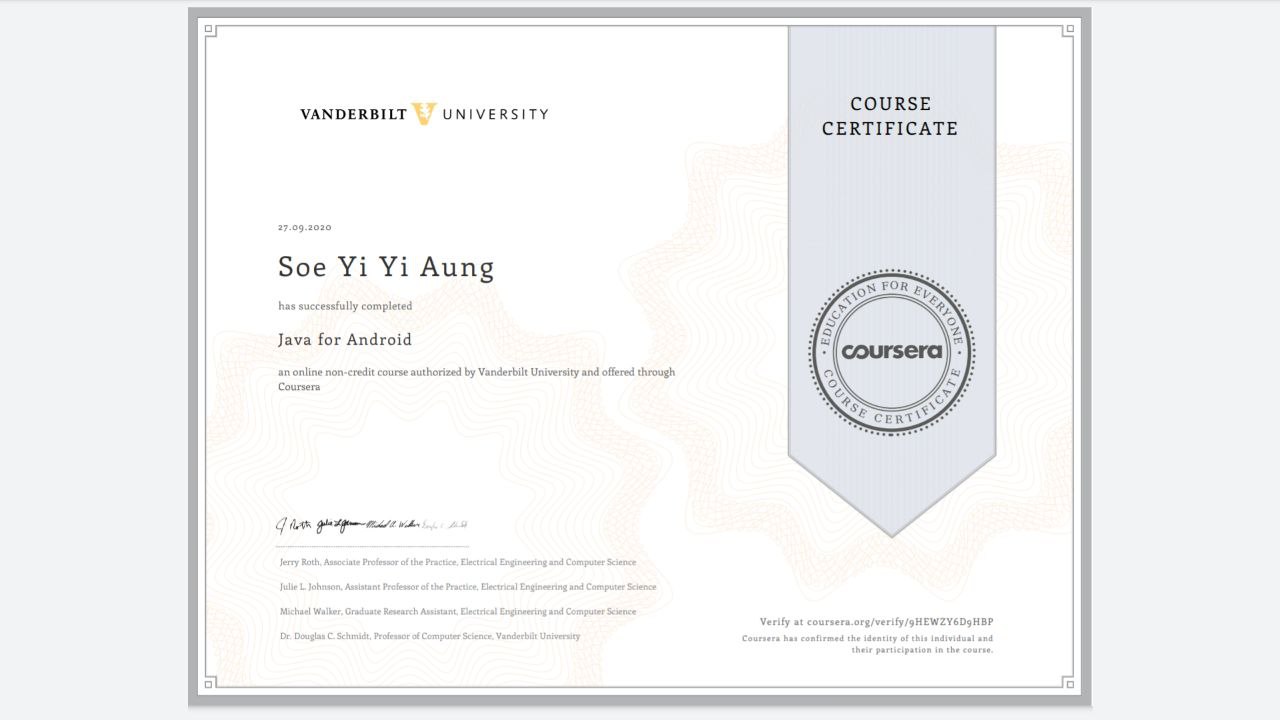 VANDERBILT UNIVERSITY
COURSE
CERTIFICATE
27.09.2020
Soe Yi Yi Aung
has successfully completed
Java for Android
an online non-credit course authorized by Vanderbilt University and offered through
Coursera
EDUCATION FOR EVERYONE
coursera
COURSE CERTIFICATE
Jerry Roth, Associate Professor of the Practice, Electrical Engineering and Computer Science
Julie L. Johnson, Assistant Professor of the Practice, Electrical Engineering and Computer Science
Michael Walker, Graduate Research Assistant, Electrical Engineering and Computer Science
Dr. Douglas C. Schmidt, Professor of Computer Science, Vanderbilt University
Verify at coursera.org/verify/9HEWZY6D9HBP
Coursera has confirmed the identity of this individual and
their participation in the course.